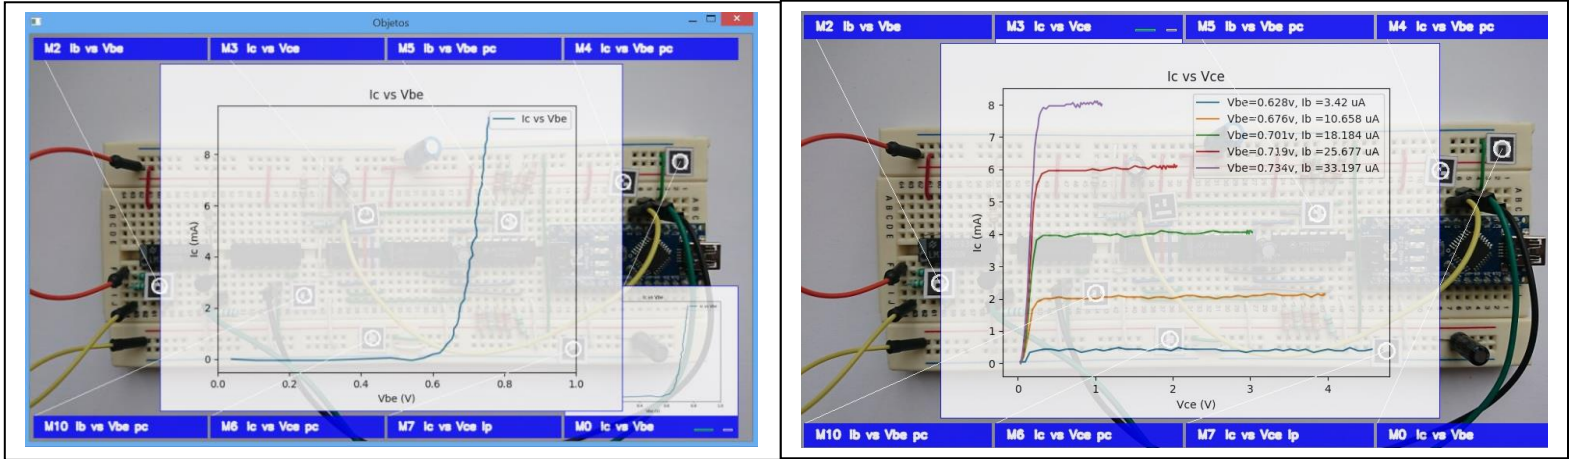 Objetos
M2 Ib vs Vbe
M3 Ic vs Vce
M5 Ib vs Vbe pc
M4 Ic vs Vbe pc
Ic vs Vbe
Ic vs Vbe
8
6
4
2
0
Ic (mA)
0.0 0.2 0.4 0.6 0.8 1.0
Vbe (V)
Ic vs Vbe
M10 Ib vs Vbe pc
M6 Ic vs Vce pc
M7 Ic vs Vce Ip
M0 Ic vs Vbe
M2 Ib vs Vbe
M3 Ic vs Vce
M5 Ib vs Vbe pc
M4 Ic vs Vbe pc
Ic vs Vce
Vbe=0.628v, Ib =3.42 uA
Vbe=0.676v, Ib =10.658 uA
Vbe=0.701v, Ib =18.184 uA
Vbe=0.719v, Ib =25.677 uA
Vbe=0.734v, Ib =33.197 uA
8
7
6
5
4
3
2
1
0
Ic (mA)
0 1 2 3 4
Vce (V)
M10 Ib vs Vbe pc
M6 Ic vs Vce pc
M7 Ic vs Vce Ip
M0 Ic vs Vbe